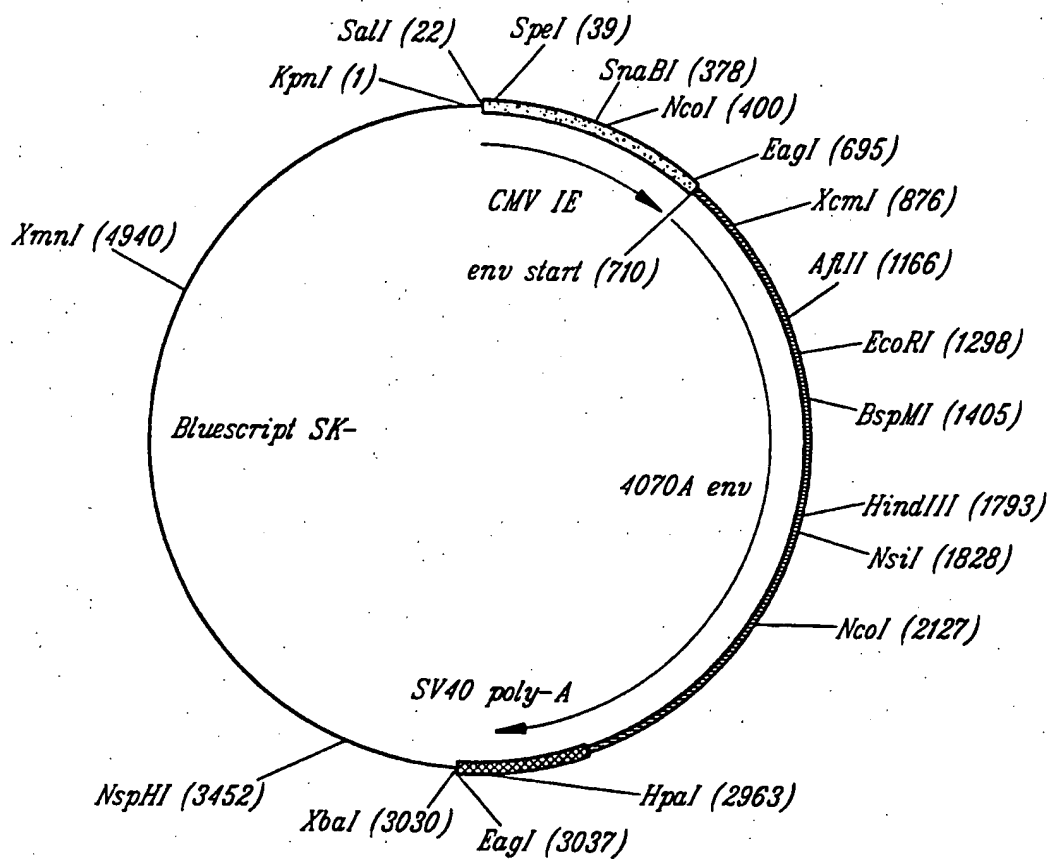 SalI (22)
SpeI (39)
KpnI (1)
SnaBI (378)
NcoI (400)
EagI (695)
CMV IE
XcmI (876)
XmnI (4940)
env start (710)
AflII (1166)
EcoRI (1298)
BspMI (1405)
Bluescript SK-
4070A env
HindIII (1793)
NsiI (1828)
NcoI (2127)
SV40 poly-A
NspHI (3452)
HpaI (2963)
XbaI (3030)
EagI (3037)